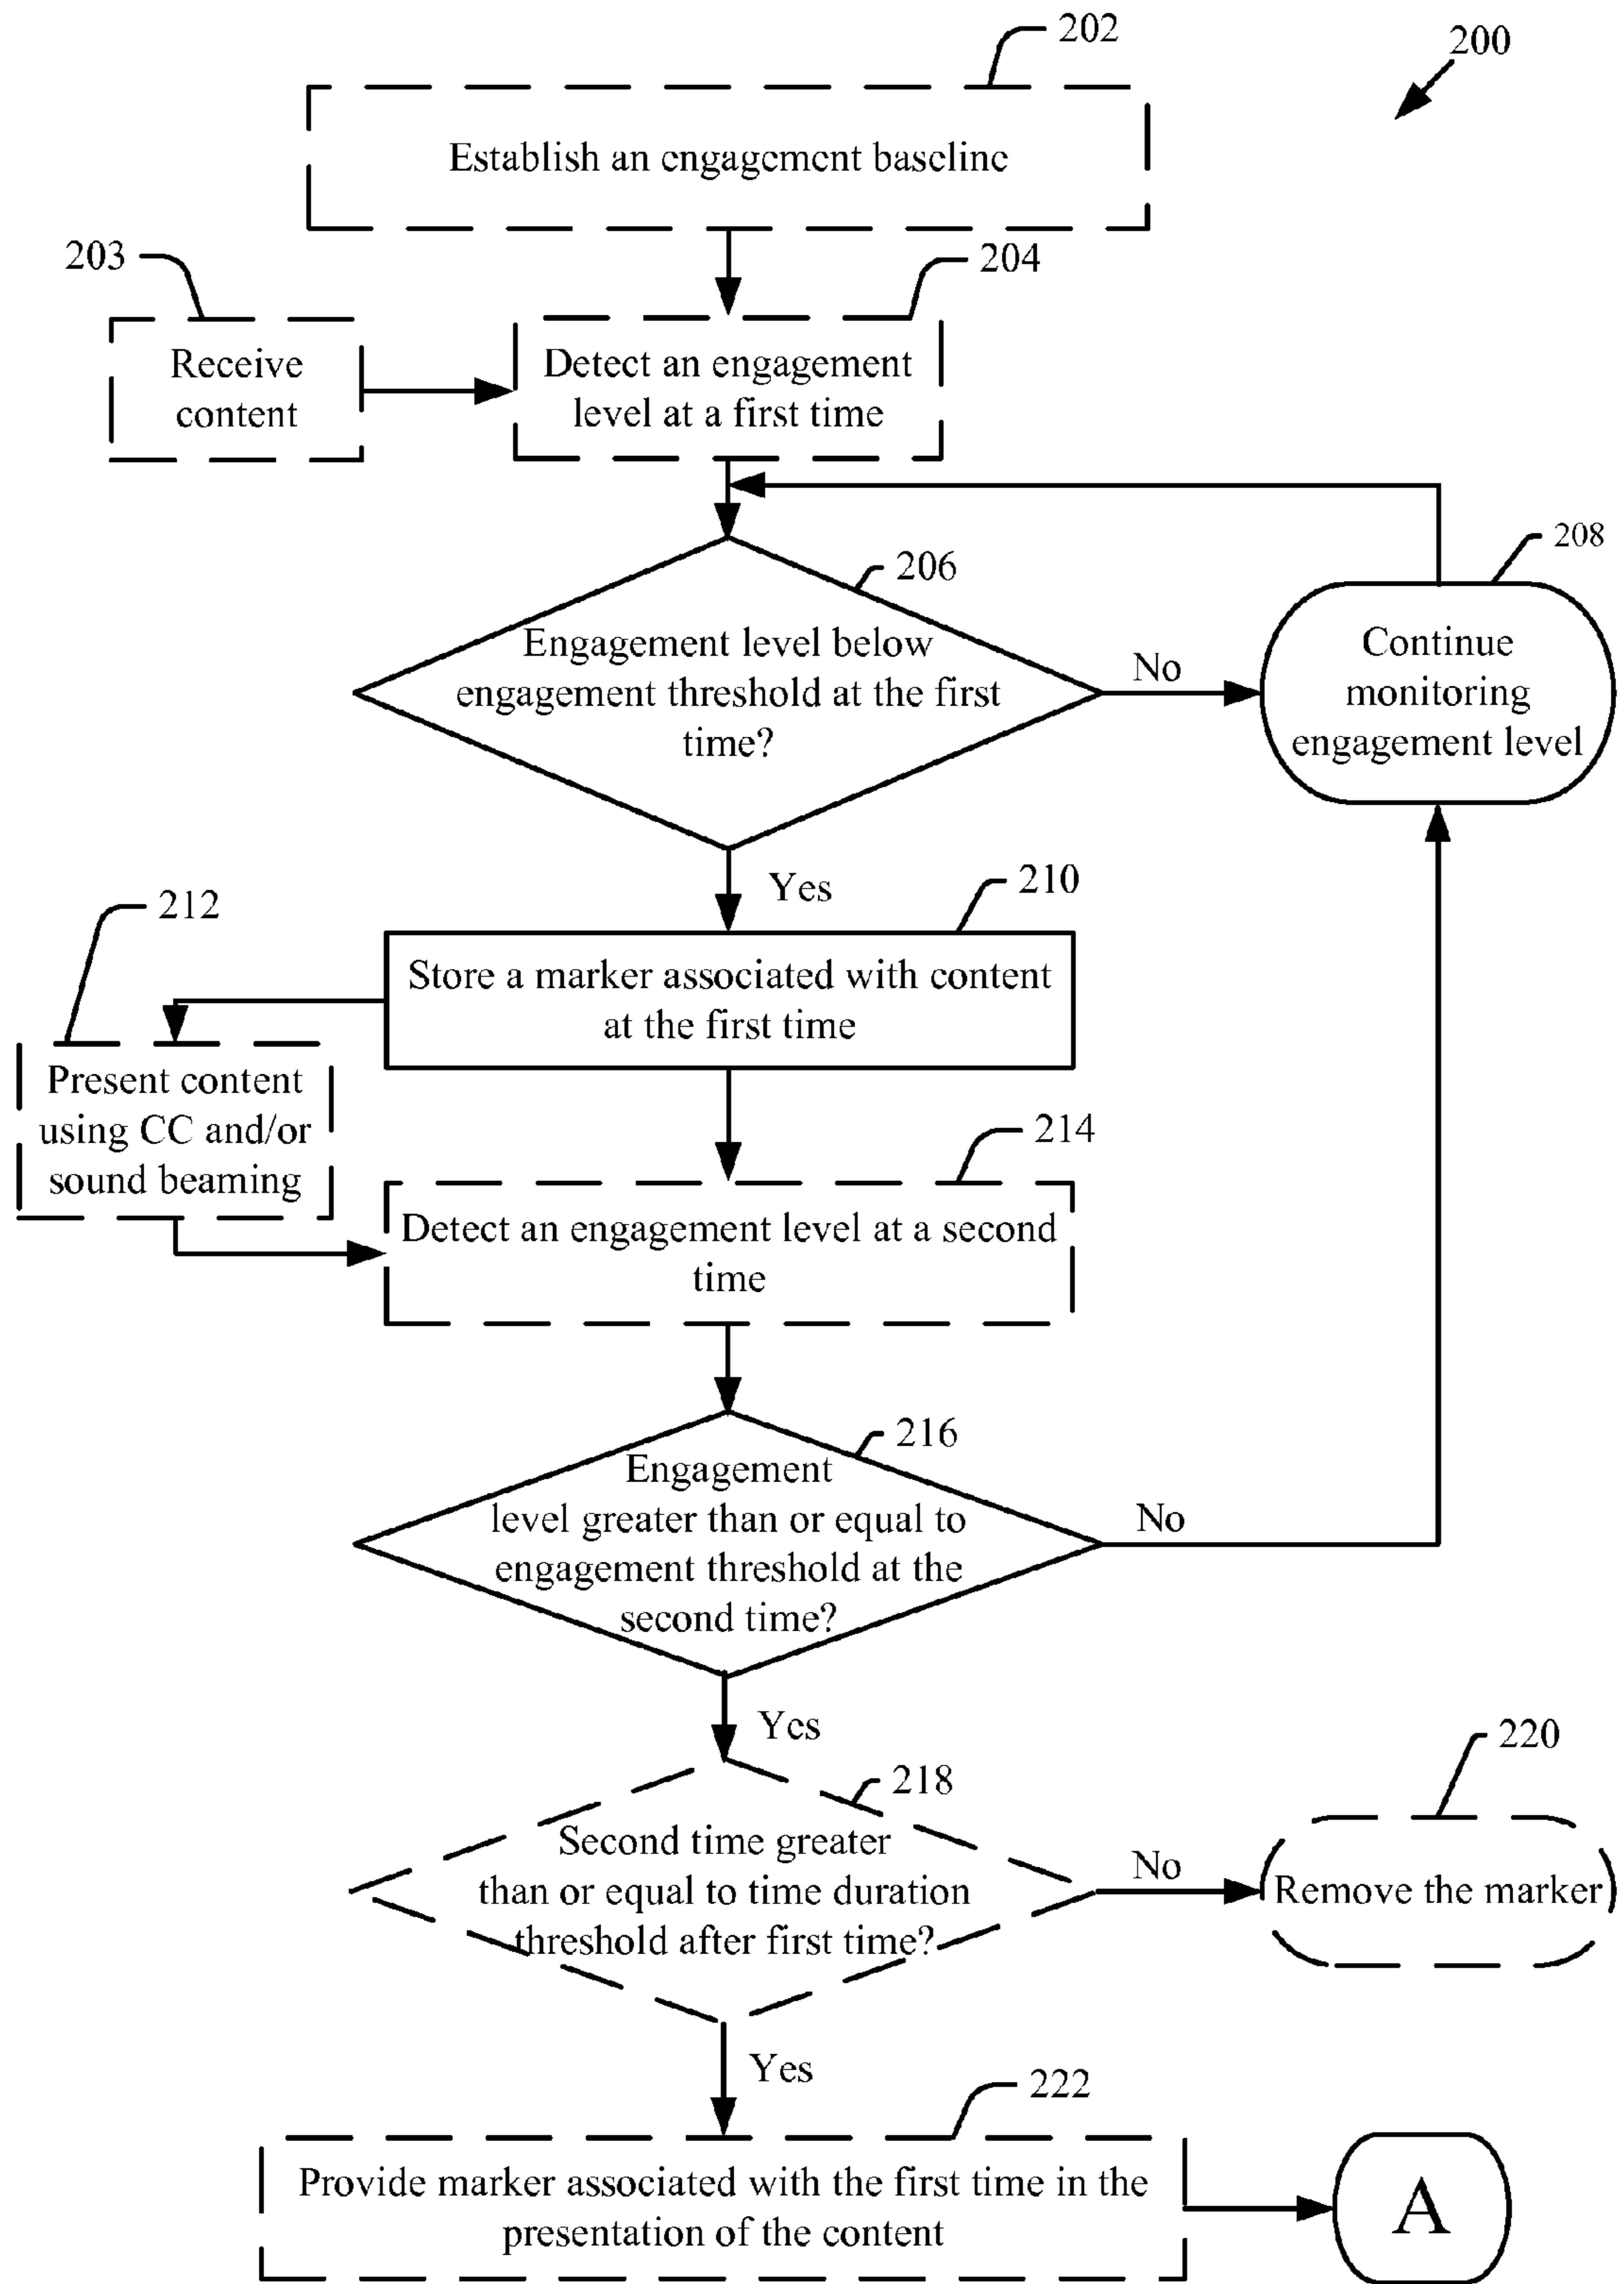 202
200
Establish an engagement baseline
203
204
Receive
content
Detect an engagement
level at a first time
206
208
Engagement level below
engagement threshold at the first
time?
No
Continue
monitoring
engagement level
Yes
210
212
Store a marker associated with content
at the first time
Present content
using CC and/or
sound beaming
214
Detect an engagement level at a second
time
216
Engagement
level greater than or equal to
engagement threshold at the
second time?
No
Yes
218
220
Second time greater
than or equal to time duration
threshold after first time?
No
Remove the marker
Yes
222
Provide marker associated with the first time in the
presentation of the content
A